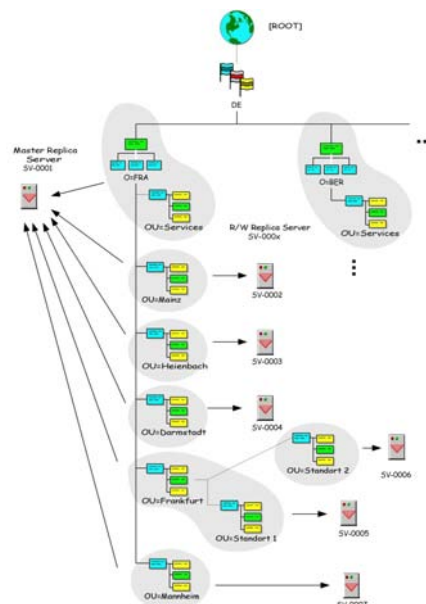 [ROOT]
DE
Master Replica
Server
SV-0001
O=FRA
O=BER
OU=Services
OU=Services
R/W Replica Server
SV-000x
OU=Mainz
SV-0002
OU=Heienbach
SV-0003
OU=Darmstadt
SV-0004
OU=Standort 2
SV-0006
OU=Frankfurt
OU=Standort 1
SV-0005
OU=Mannheim